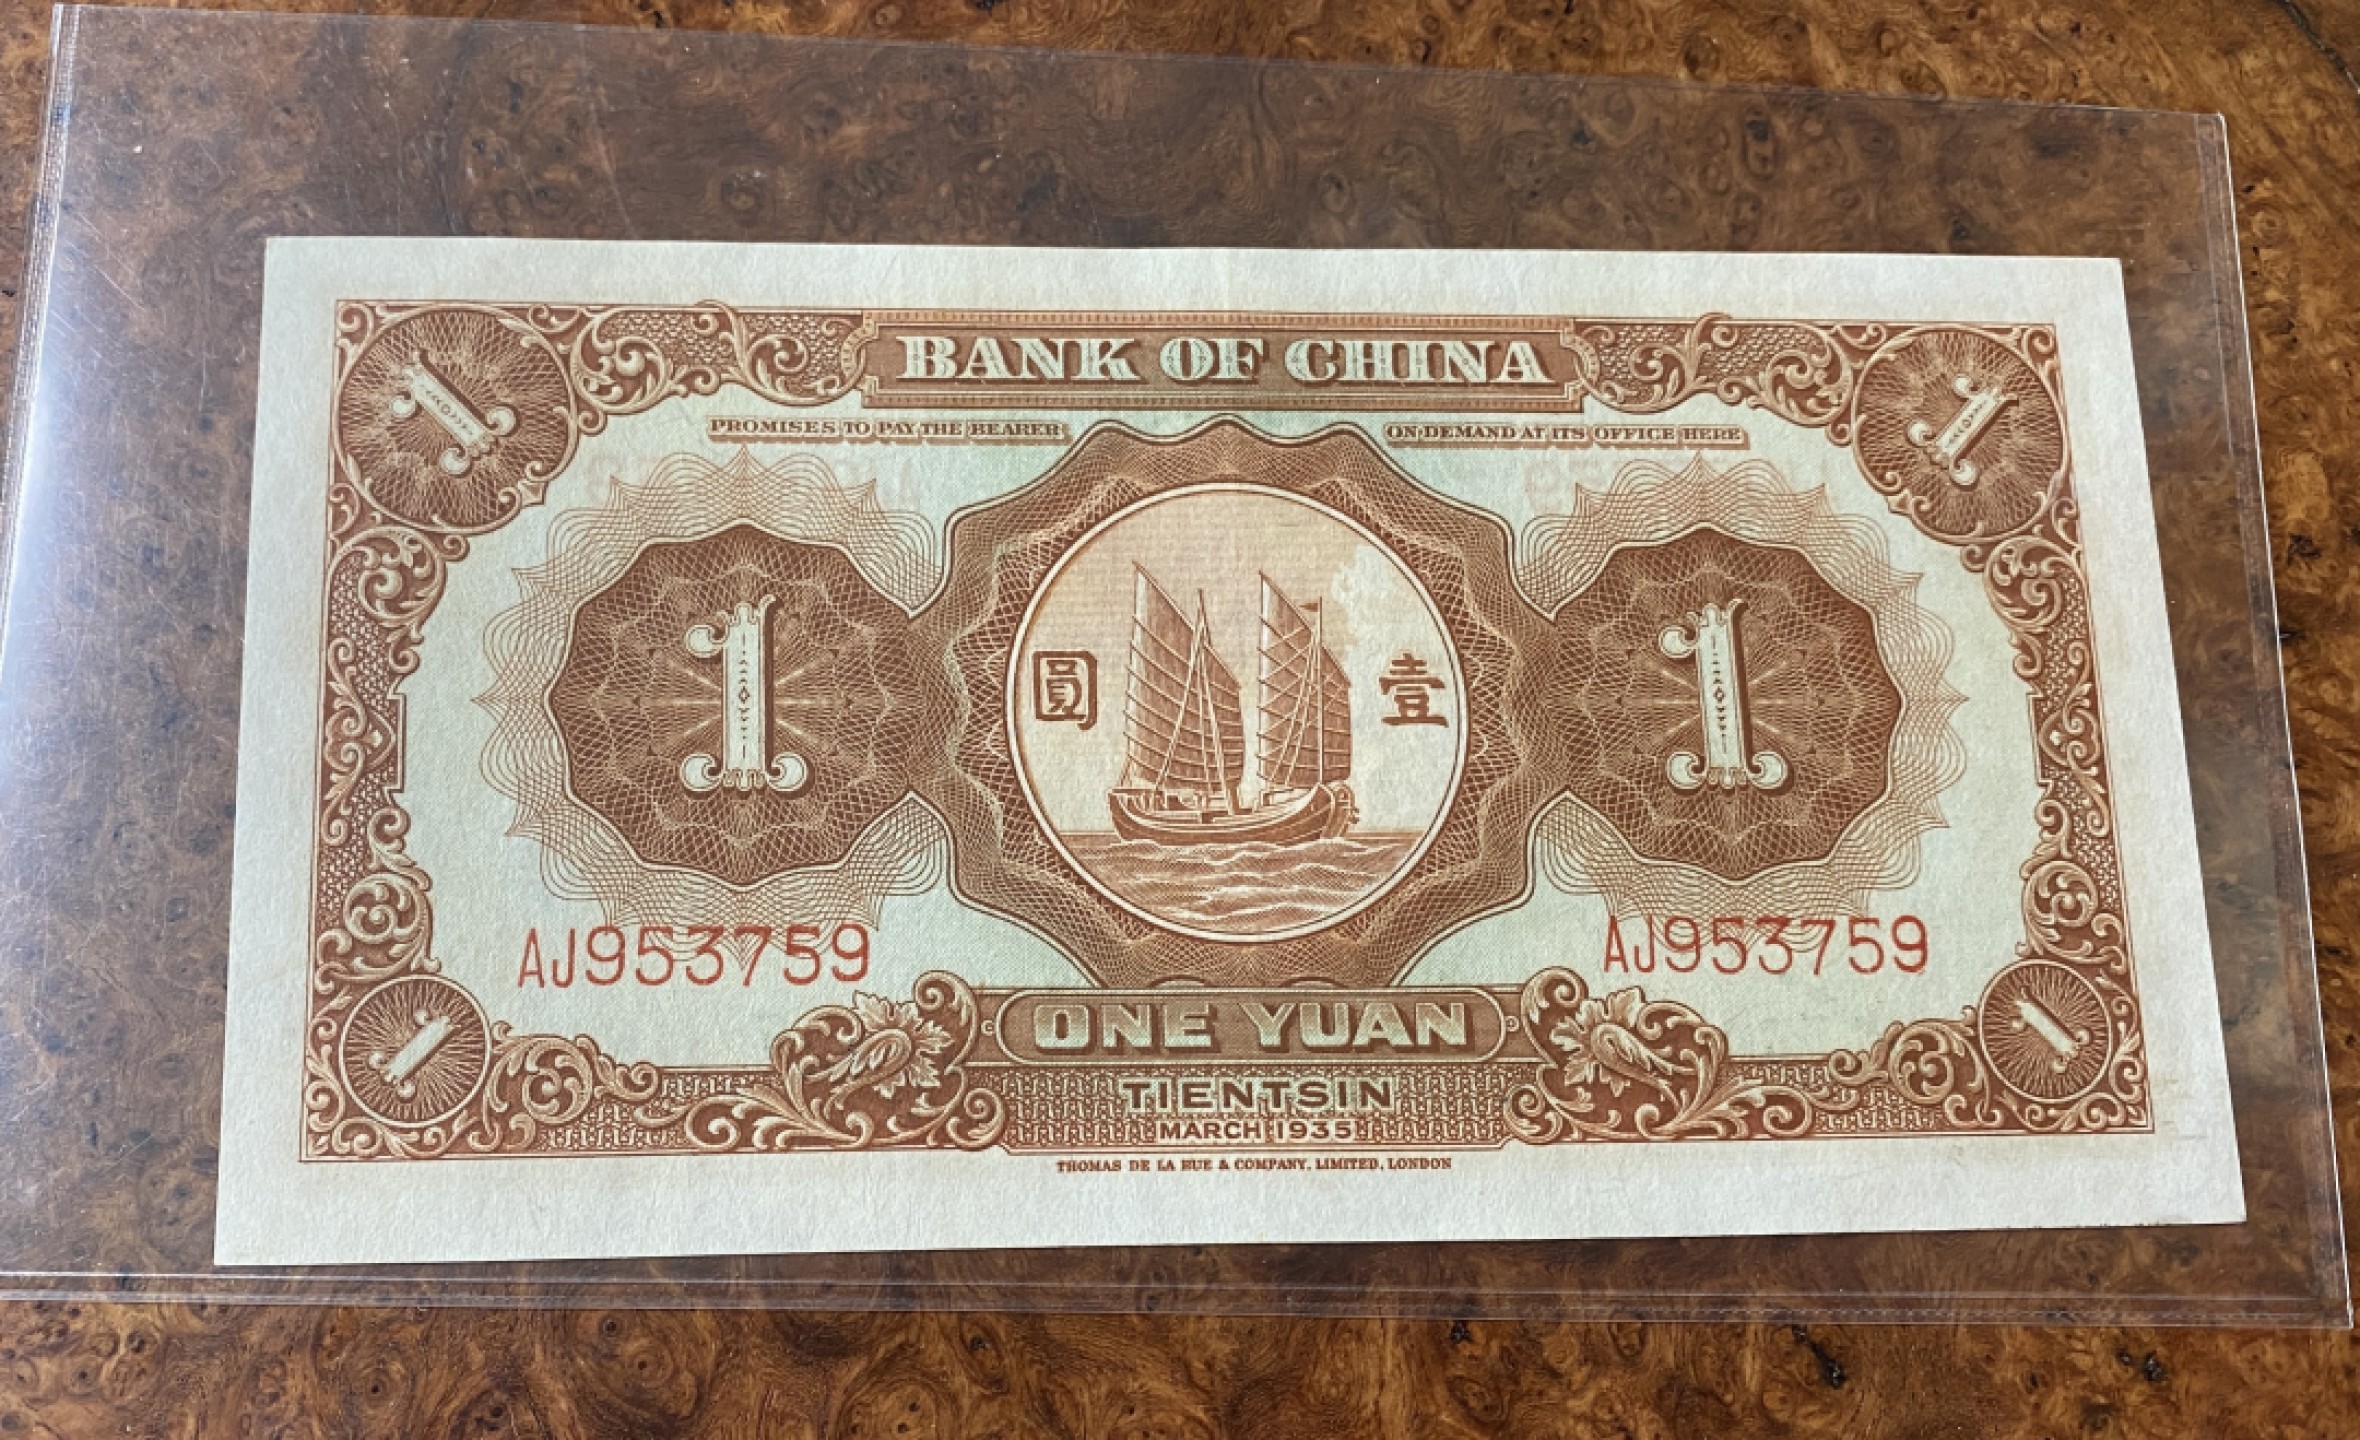 1 BANK OF CHINA 1
PROMISES TO PAY THE BEARER ON DEMAND AT ITS OFFICE HERE
1 圓 壹 1
AJ953759 AJ953759
1 ONE YUAN 1
TIENTSIN
MARCH 1935
THOMAS DE LA RUE & COMPANY, LIMITED, LONDON